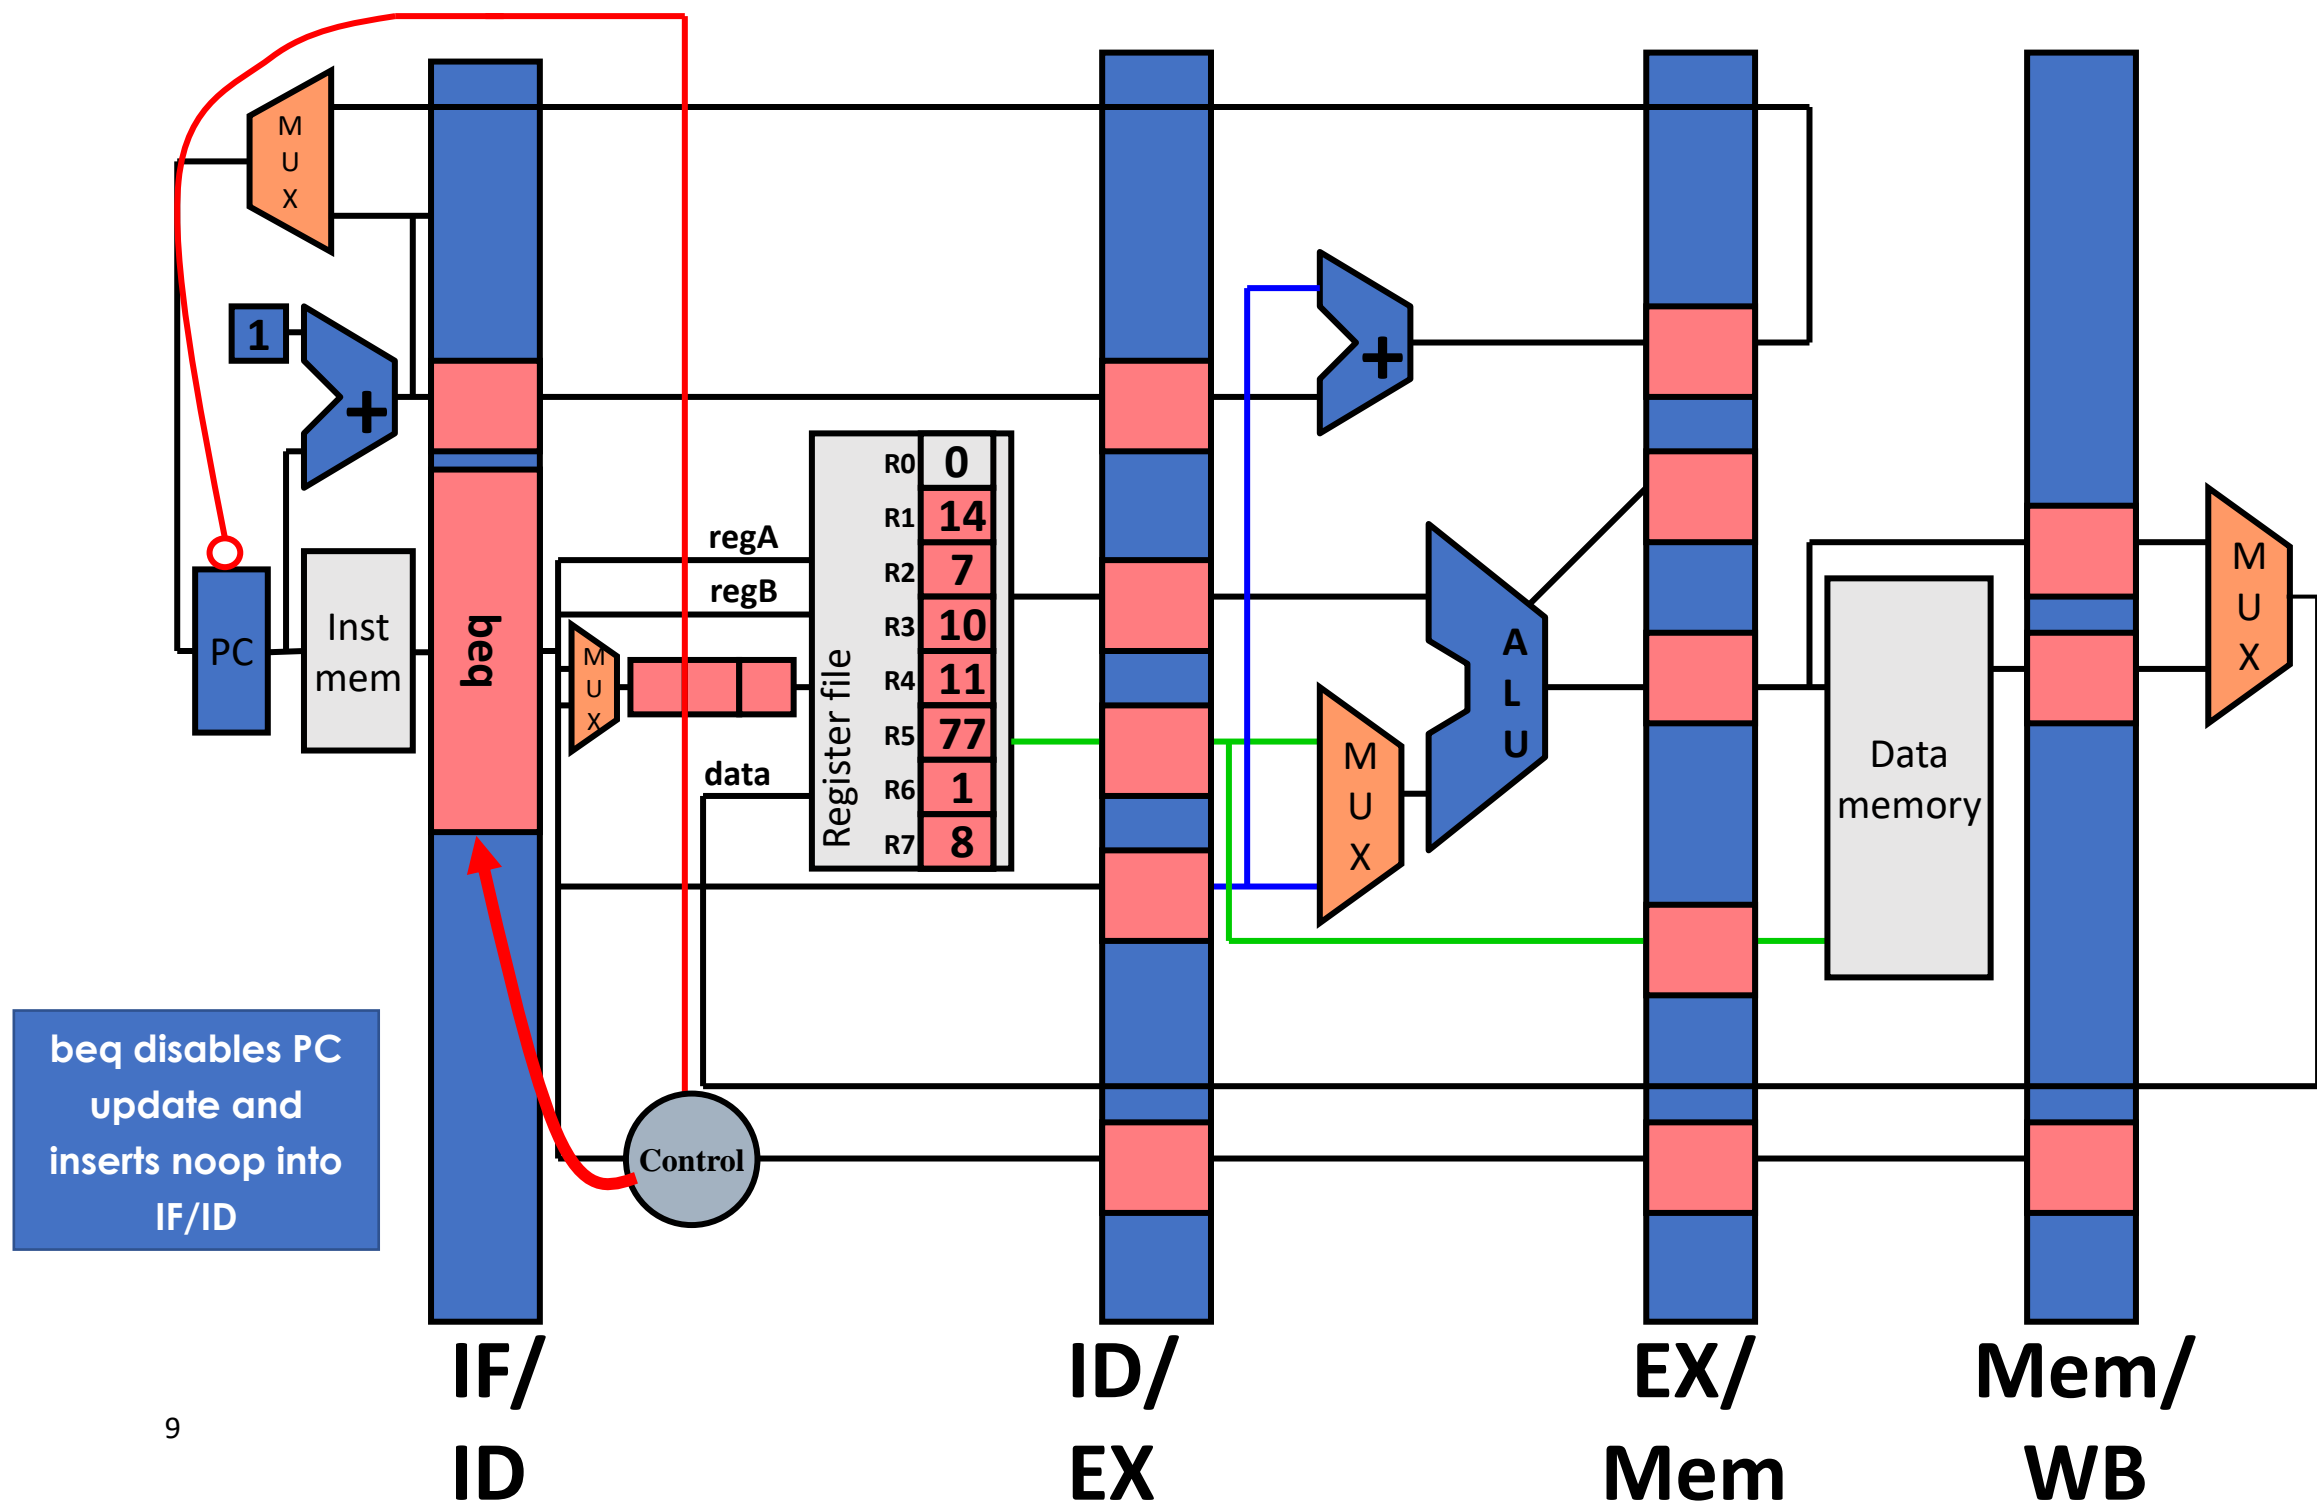 M
U
X
1
+
+
R0 0
R1 14
R2 7
R3 10
R4 11
R5 77
R6 1
R7 8
Register file
regA
regB
data
PC
Inst
mem
beq
M
U
X
A
L
U
M
U
X
Data
memory
M
U
X
Control
beq disables PC
update and
inserts noop into
IF/ID
IF/
ID
ID/
EX
EX/
Mem
Mem/
WB
9